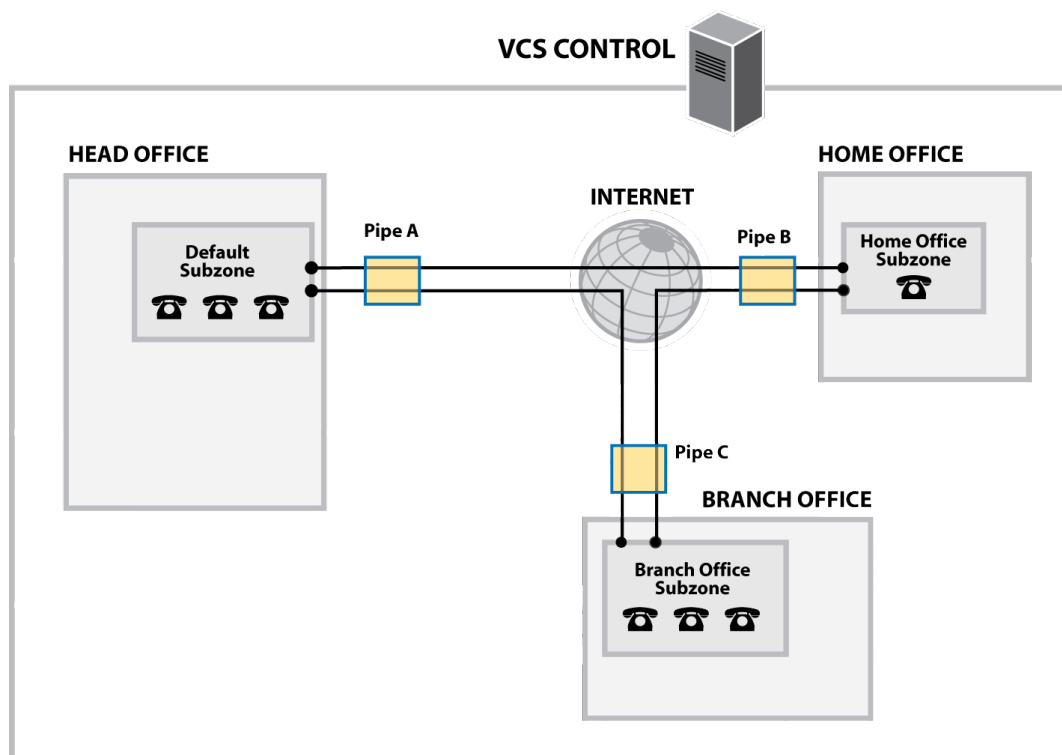 VCS CONTROL
HEAD OFFICE
HOME OFFICE
INTERNET
Pipe A
Pipe B
Default
Subzone
Home Office
Subzone
Pipe C
BRANCH OFFICE
Branch Office
Subzone